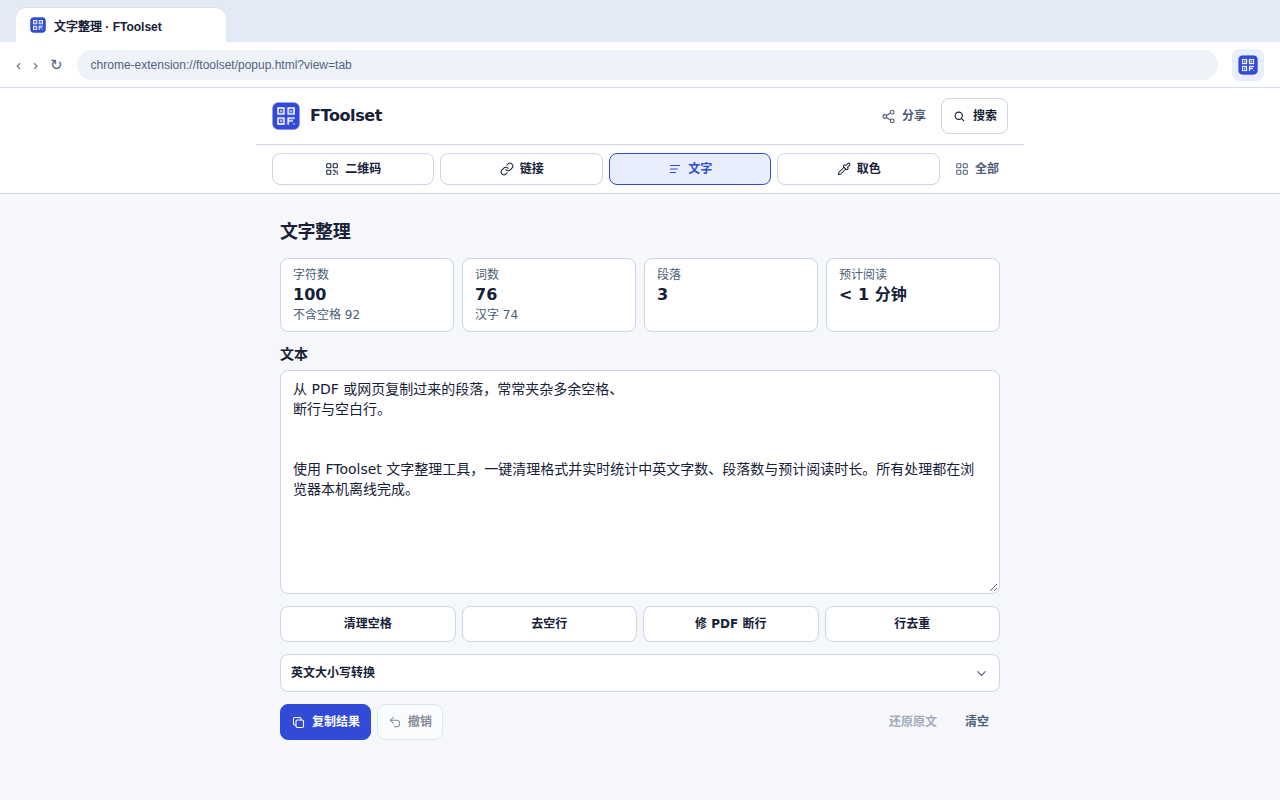 文字整理 · FToolset
chrome-extension://ftoolset/popup.html?view=tab
FToolset
分享
搜索
二维码
链接
文字
取色
全部
文字整理
字符数
100
不含空格 92
词数
76
汉字 74
段落
3
预计阅读
< 1 分钟
文本
从 PDF 或网页复制过来的段落，常常夹杂多余空格、
断行与空白行。
使用 FToolset 文字整理工具，一键清理格式并实时统计中英文字数、段落数与预计阅读时长。所有处理都在浏
览器本机离线完成。
清理空格
去空行
修 PDF 断行
行去重
英文大小写转换
复制结果
撤销
还原原文
清空